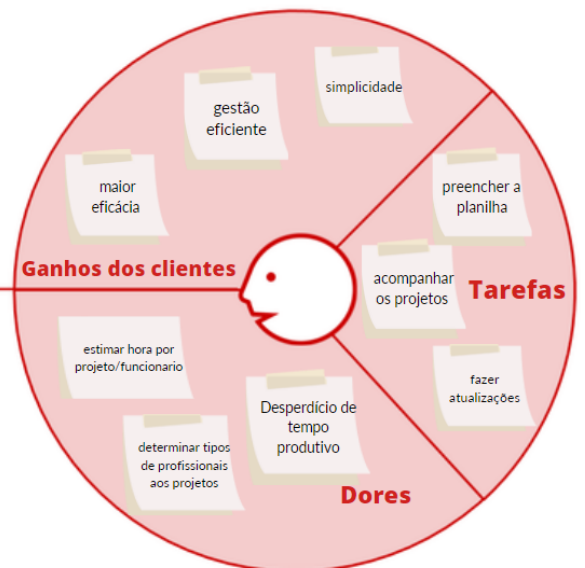 simplicidade
gestão
eficiente
maior
eficácia
Ganhos dos clientes
preencher a
planilha
acompanhar
os projetos
Tarefas
fazer
atualizações
estimar hora por
projeto/funcionario
Desperdício de
tempo
produtivo
determinar tipos
de profissionais
aos projetos
Dores